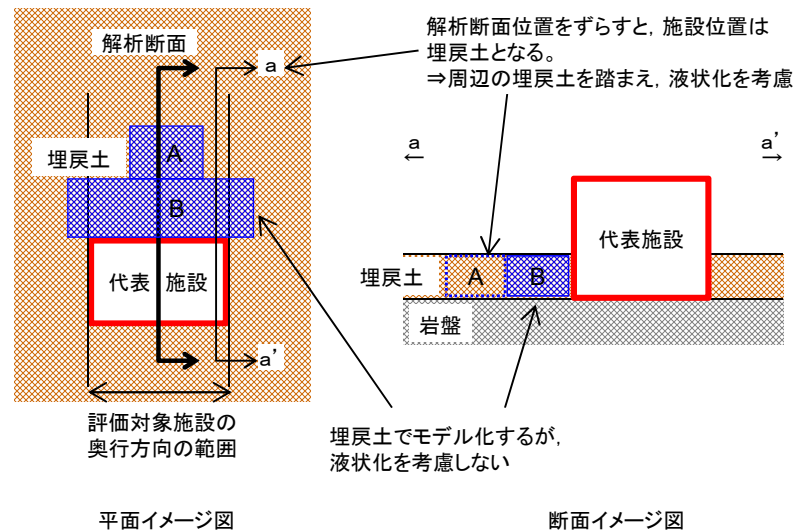 解析断面
a
埋戻土
A
B
代表 施設
a’
評価対象施設の
奥行方向の範囲
平面イメージ図
解析断面位置をずらすと，施設位置は
埋戻土となる。
⇒周辺の埋戻土を踏まえ，液状化を考慮
a
←
a’
→
代表施設
埋戻土
A
B
岩盤
埋戻土でモデル化するが，
液状化を考慮しない
断面イメージ図